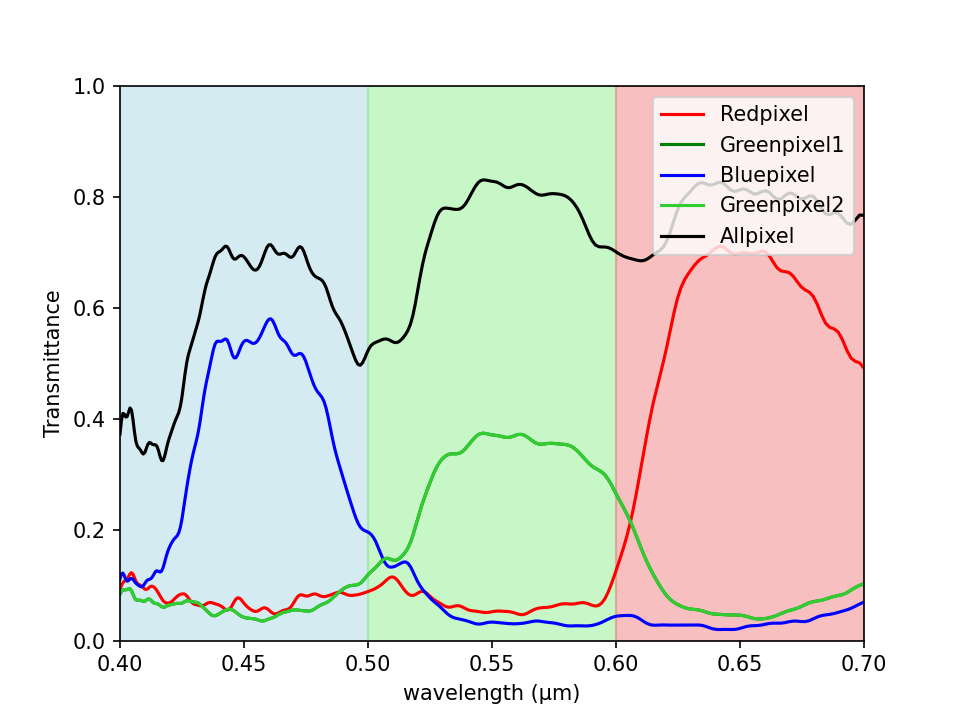 1.0
0.8
0.6
0.4
0.2
0.0
Transmittance
Redpixel
Greenpixel1
Bluepixel
Greenpixel2
Allpixel
0.40 0.45 0.50 0.55 0.60 0.65 0.70
wavelength (μm)